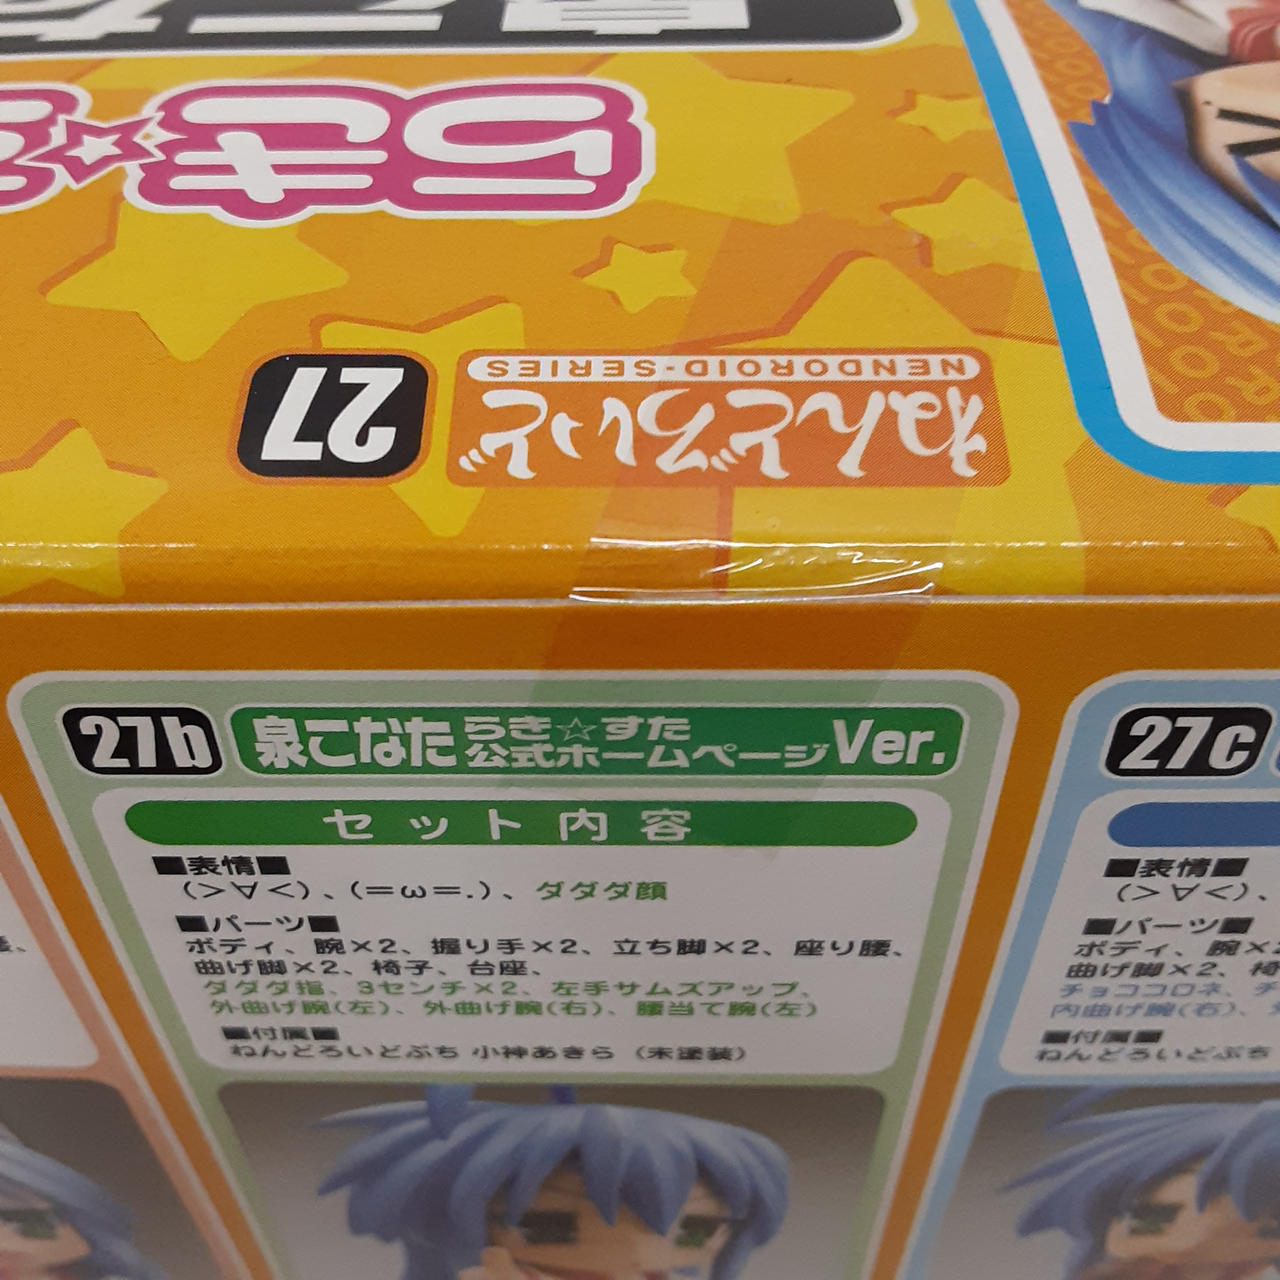 らき☆
NENDOROID-SERIES
ねんどろいど
27
27b
泉こなた らき☆すた
公式ホームページ Ver.
セット内容
■表情■
(>∀<)、(=ω=.)、ダダダ顔
■パーツ■
ボディ、腕×2、握り手×2、立ち脚×2、座り腰、
曲げ脚×2、椅子、台座、
ダダダ指、3センチ×2、左手サムズアップ、
外曲げ腕(左)、外曲げ腕(右)、腰当て腕(左)
■付属■
ねんどろいどぷち 小神あきら (未塗装)
27c
■表情■
(>∀<)、
■パーツ■
ボディ、腕×
曲げ脚×2、椅
チョココロネ、チ
内曲げ腕(右)、
■付属■
ねんどろいどぷち